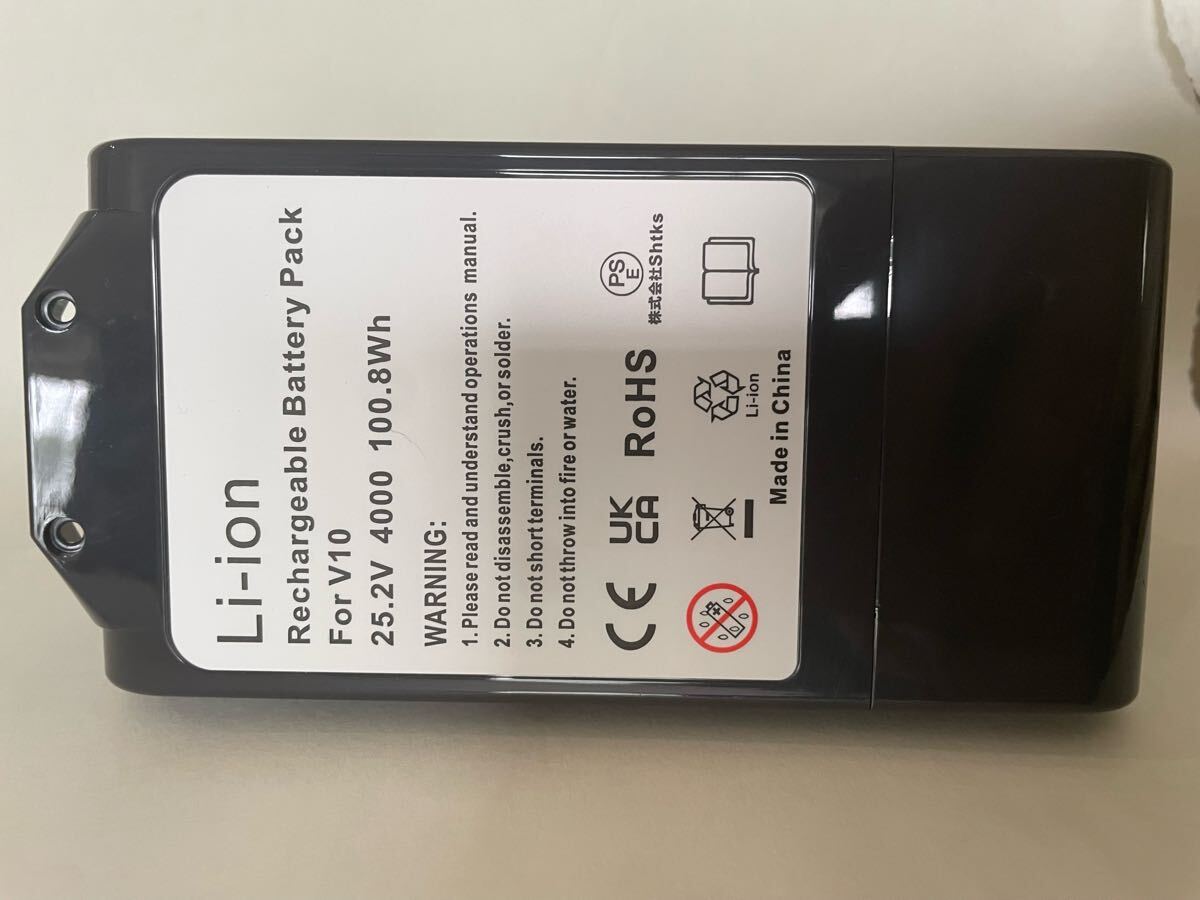 Li-ion
Rechargeable Battery Pack
For V10
25.2V 4000 100.8Wh
WARNING:
1. Please read and understand operations manual.
2. Do not disassemble,crush,or solder.
3. Do not short terminals.
4. Do not throw into fire or water.
CE UK CA RoHS PS E
株式会社Shtks
Li-ion
Made in China